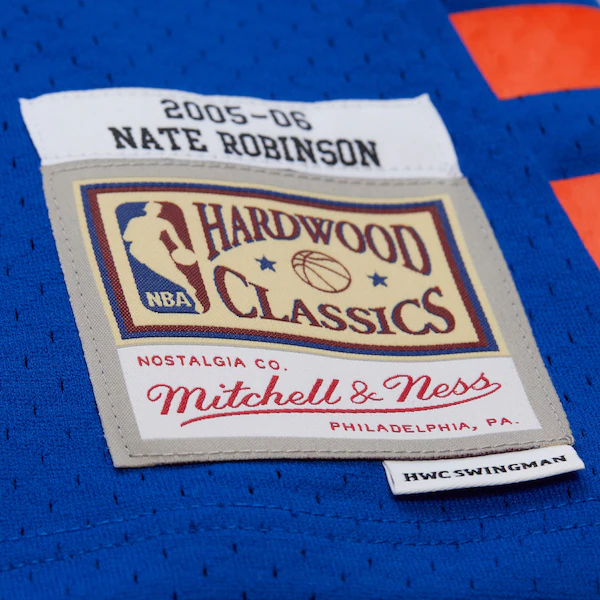 2005-06
NATE ROBINSON
HARDWOOD
CLASSICS
NBA
NOSTALGIA CO.
Mitchell & Ness
PHILADELPHIA, PA.
HWC SWINGMAN